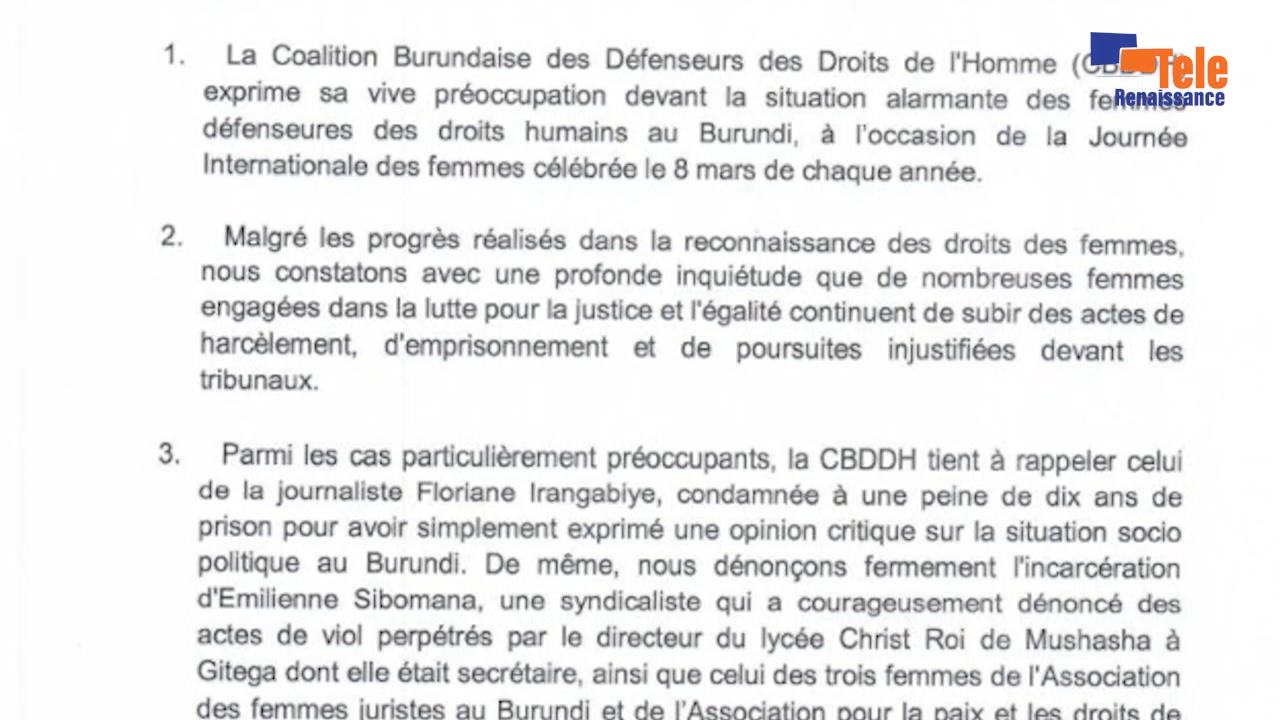 1. La Coalition Burundaise des Défenseurs des Droits de l'Homme
exprime sa vive préoccupation devant la situation alarmante des femmes
défenseures des droits humains au Burundi, à l'occasion de la Journée
Internationale des femmes célébrée le 8 mars de chaque année.
2. Malgré les progrès réalisés dans la reconnaissance des droits des femmes,
nous constatons avec une profonde inquiétude que de nombreuses femmes
engagées dans la lutte pour la justice et l'égalité continuent de subir des actes de
harcèlement, d'emprisonnement et de poursuites injustifiées devant les
tribunaux.
3. Parmi les cas particulièrement préoccupants, la CBDDH tient à rappeler celui
de la journaliste Floriane Irangabiye, condamnée à une peine de dix ans de
prison pour avoir simplement exprimé une opinion critique sur la situation socio
politique au Burundi. De même, nous dénonçons fermement l'incarcération
d'Emilienne Sibomana, une syndicaliste qui a courageusement dénoncé des
actes de viol perpétrés par le directeur du lycée Christ Roi de Mushasha à
Gitega dont elle était secrétaire, ainsi que celui des trois femmes de l'Association
des femmes juristes au Burundi et de l'Association pour la paix et les droits de
Tele
Renaissance